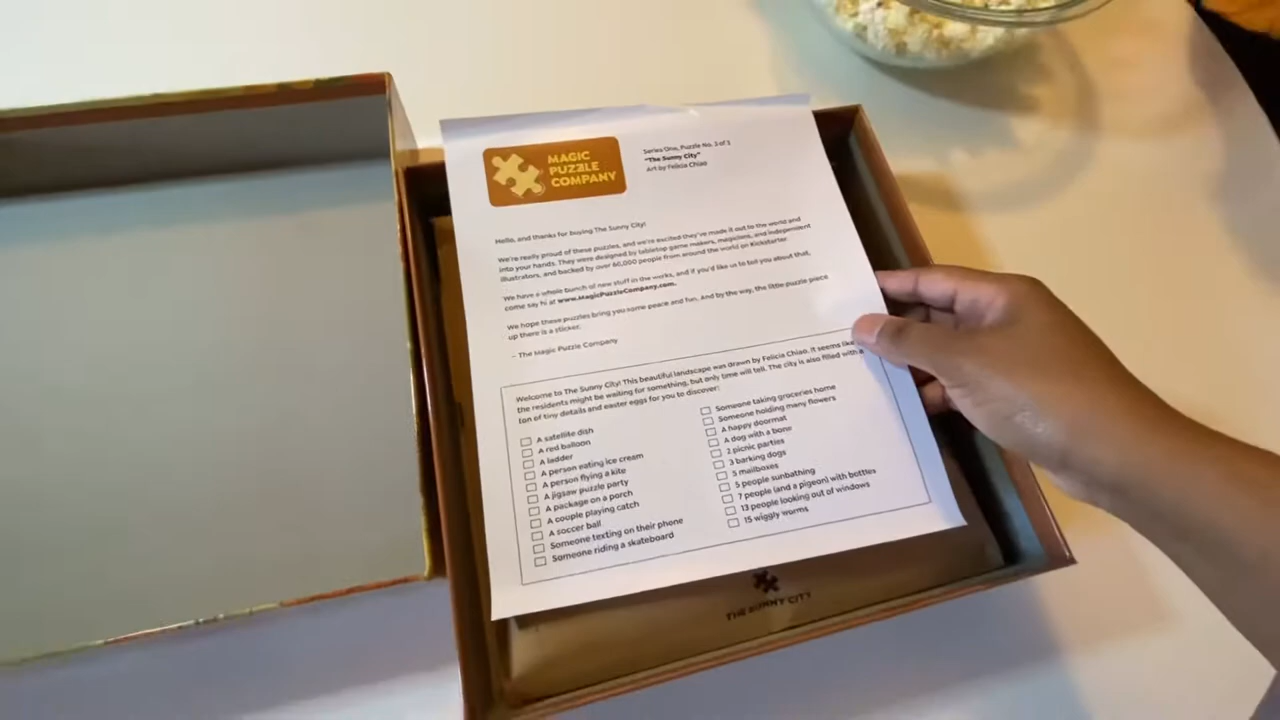 MAGIC
PUZZLE
COMPANY
Series One, Puzzle No. 3 of 3
"The Sunny City"
Art by Felicia Chiao
Hello, and thanks for buying The Sunny City!
We're really proud of these puzzles, and we're excited they've made it out to the world and
into your hands. They were designed by tabletop game makers, magicians, and independent
illustrators, and backed by over 60,000 people from around the world on Kickstarter.
We have a whole bunch of new stuff in the works, and if you'd like us to tell you about that,
come say hi at www.MagicPuzzleCompany.com.
We hope these puzzles bring you some peace and fun. And by the way, the little puzzle piece
up there is a sticker.
– The Magic Puzzle Company
Welcome to The Sunny City! This beautiful landscape was drawn by Felicia Chiao. It seems like
the residents might be waiting for something, but only time will tell. The city is also filled with a
ton of tiny details and easter eggs for you to discover:
A satellite dish
A red balloon
A ladder
A person eating ice cream
A person flying a kite
A jigsaw puzzle party
A package on a porch
A couple playing catch
A soccer ball
Someone texting on their phone
Someone riding a skateboard
Someone taking groceries home
Someone holding many flowers
A happy doormat
A dog with a bone
2 picnic parties
3 barking dogs
5 mailboxes
5 people sunbathing
7 people (and a pigeon) with bottles
13 people looking out of windows
15 wiggly worms
THE SUNNY CITY